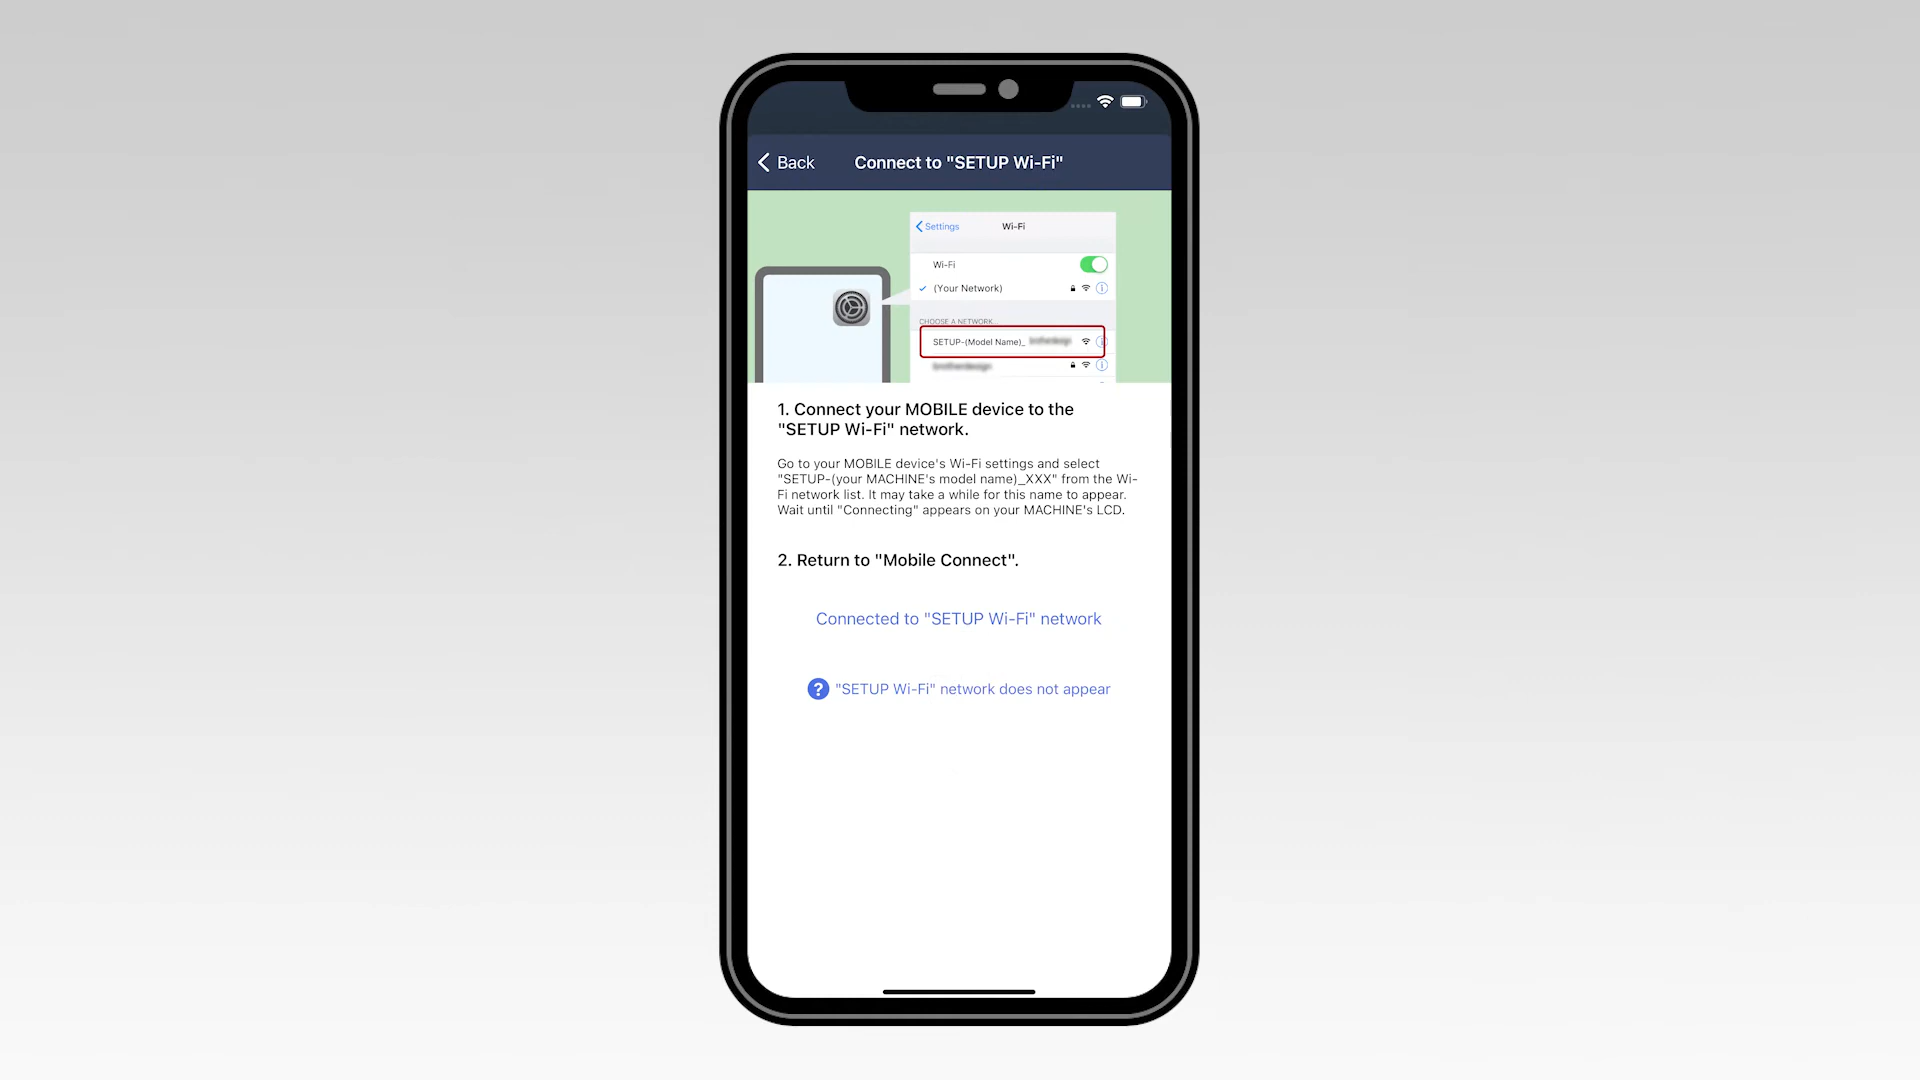 Back
Connect to "SETUP Wi-Fi"
Settings
Wi-Fi
Wi-Fi
(Your Network)
CHOOSE A NETWORK...
SETUP-(Model Name)_
1. Connect your MOBILE device to the
"SETUP Wi-Fi" network.
Go to your MOBILE device's Wi-Fi settings and select
"SETUP-(your MACHINE's model name)_XXX" from the Wi-
Fi network list. It may take a while for this name to appear.
Wait until "Connecting" appears on your MACHINE's LCD.
2. Return to "Mobile Connect".
Connected to "SETUP Wi-Fi" network
? "SETUP Wi-Fi" network does not appear